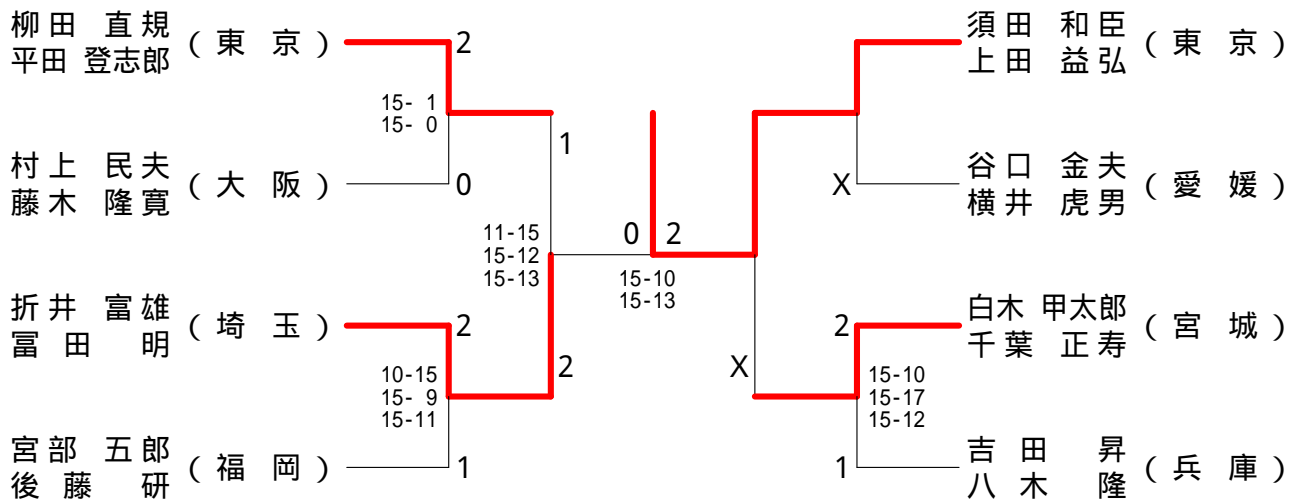 柳田 直規
平田 登志郎
(東京)
2
15- 1
15- 0
村上 民夫
藤木 隆寛
(大阪)
0
1
11-15
15-12
15-13
折井 富雄
冨田 明
(埼玉)
2
10-15
15- 9
15-11
2
宮部 五郎
後藤 研
(福岡)
1
0 2
15-10
15-13
須田 和臣
上田 益弘
(東京)
X
谷口 金夫
横井 虎男
(愛媛)
X
2
白木 甲太郎
千葉 正寿
(宮城)
15-10
15-17
15-12
1
吉田 昇
八木 隆
(兵庫)